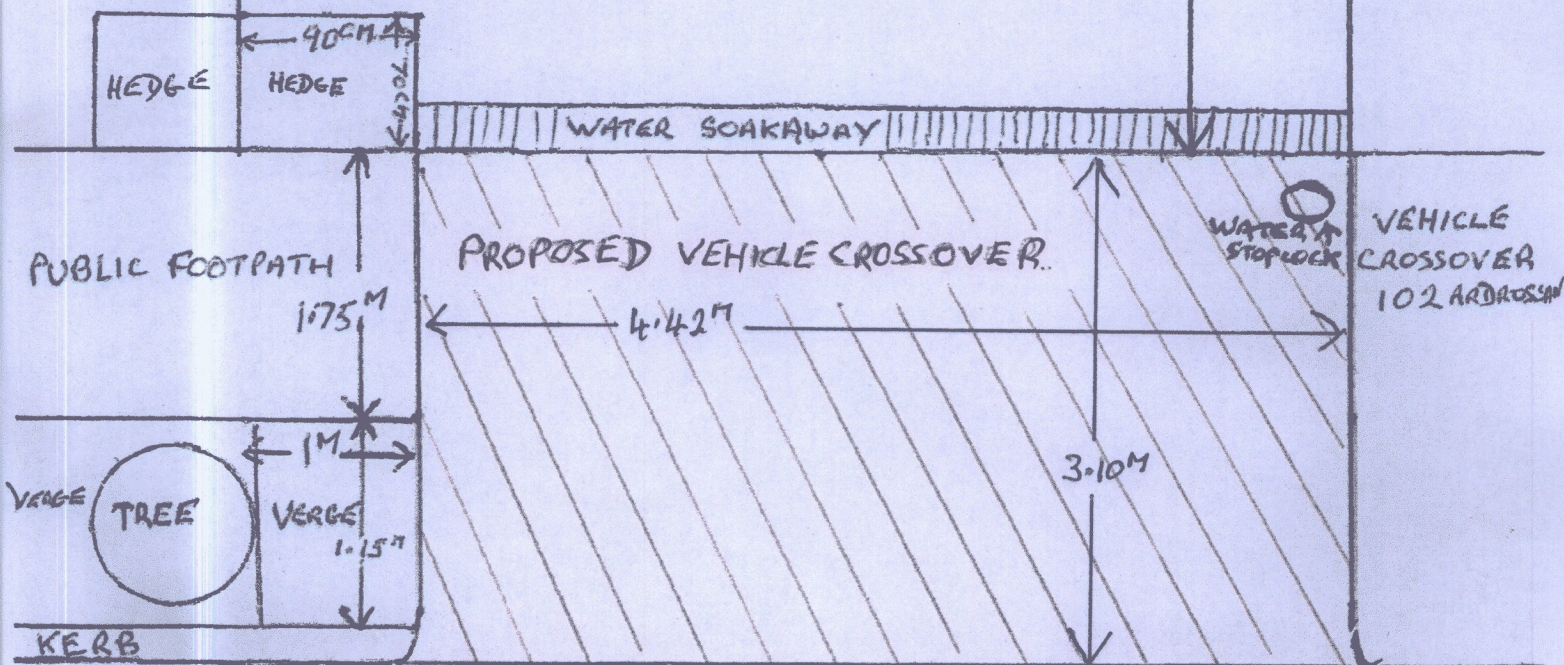 90CM
HEDGE
HEDGE
70CM
WATER SOAKAWAY
PUBLIC FOOTPATH
1.75M
PROPOSED VEHICLE CROSSOVER.
4.42M
WATER
STOPCOCK
VEHICLE
CROSSOVER
102 ARDROSSAN
1M
VERGE
TREE
VERGE
1.15M
3.10M
KERB